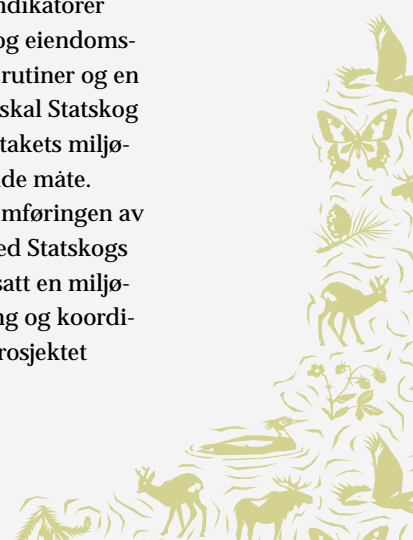 ndikatorer
og eiendoms-
rutiner og en
skal Statskog
takets miljø-
de måte.
mføringen av
ed Statskogs
satt en miljø-
ng og koordi-
rosjektet